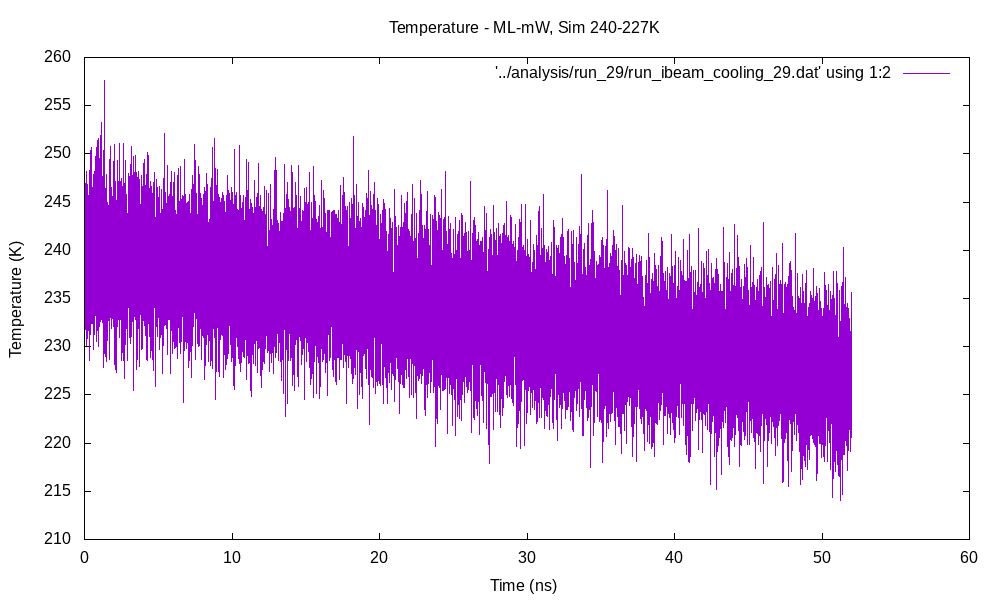 Temperature - ML-mW, Sim 240-227K
'../analysis/run_29/run_ibeam_cooling_29.dat' using 1:2
260
255
250
245
240
235
230
225
220
215
210
Temperature (K)
0 10 20 30 40 50 60
Time (ns)